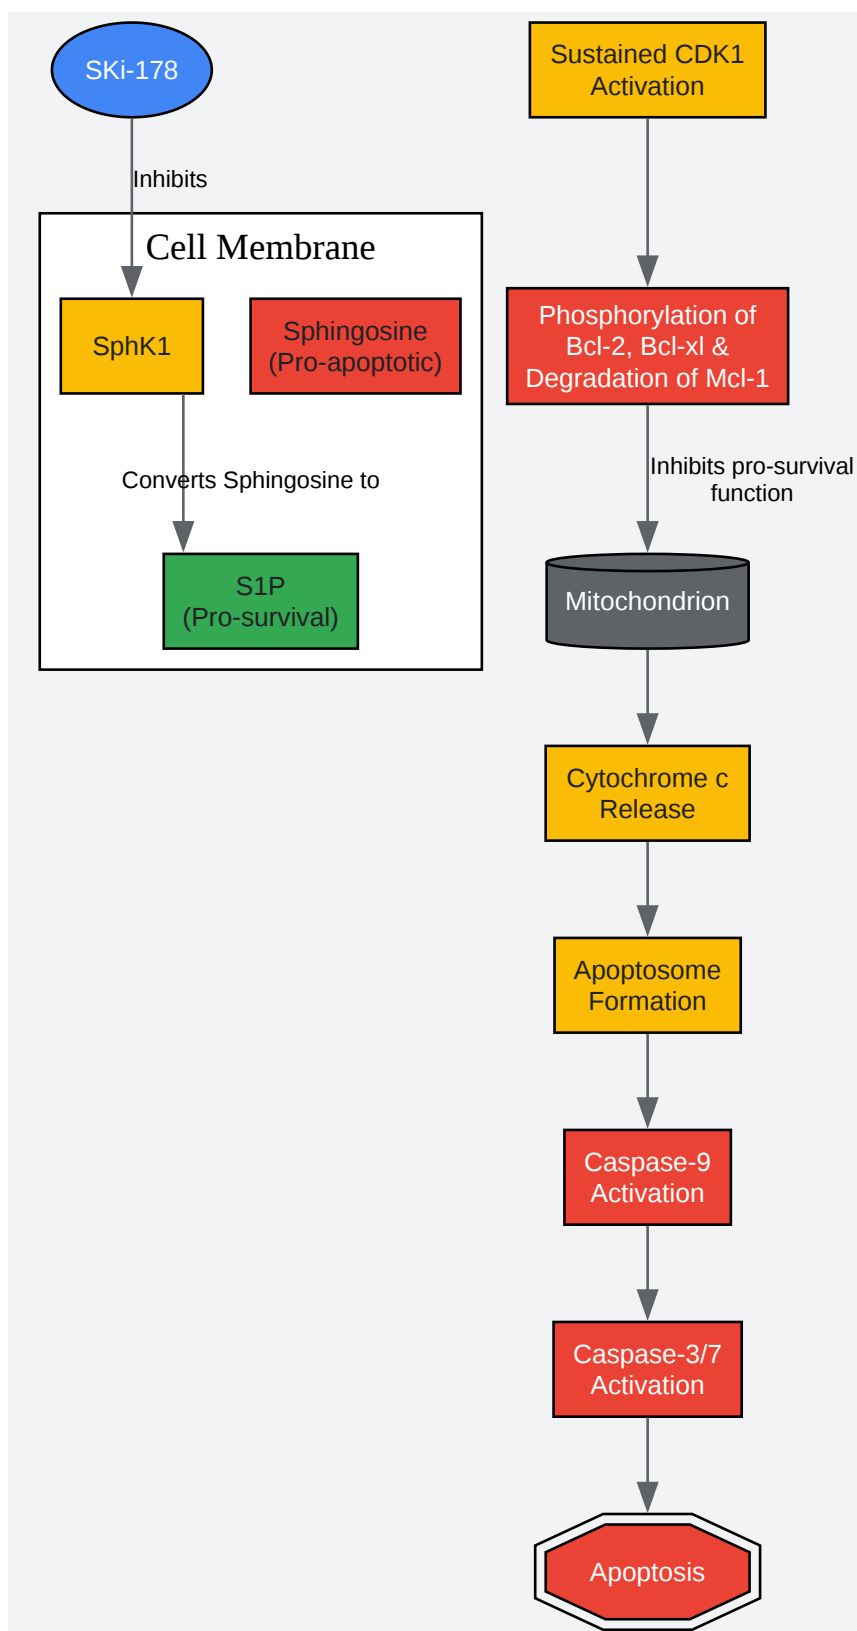 SKi-178
Inhibits
Cell Membrane
SphK1
Sphingosine
(Pro-apoptotic)
Converts Sphingosine to
S1P
(Pro-survival)
Sustained CDK1
Activation
Phosphorylation of
Bcl-2, Bcl-xl &
Degradation of Mcl-1
Inhibits pro-survival
function
Mitochondrion
Cytochrome c
Release
Apoptosome
Formation
Caspase-9
Activation
Caspase-3/7
Activation
Apoptosis